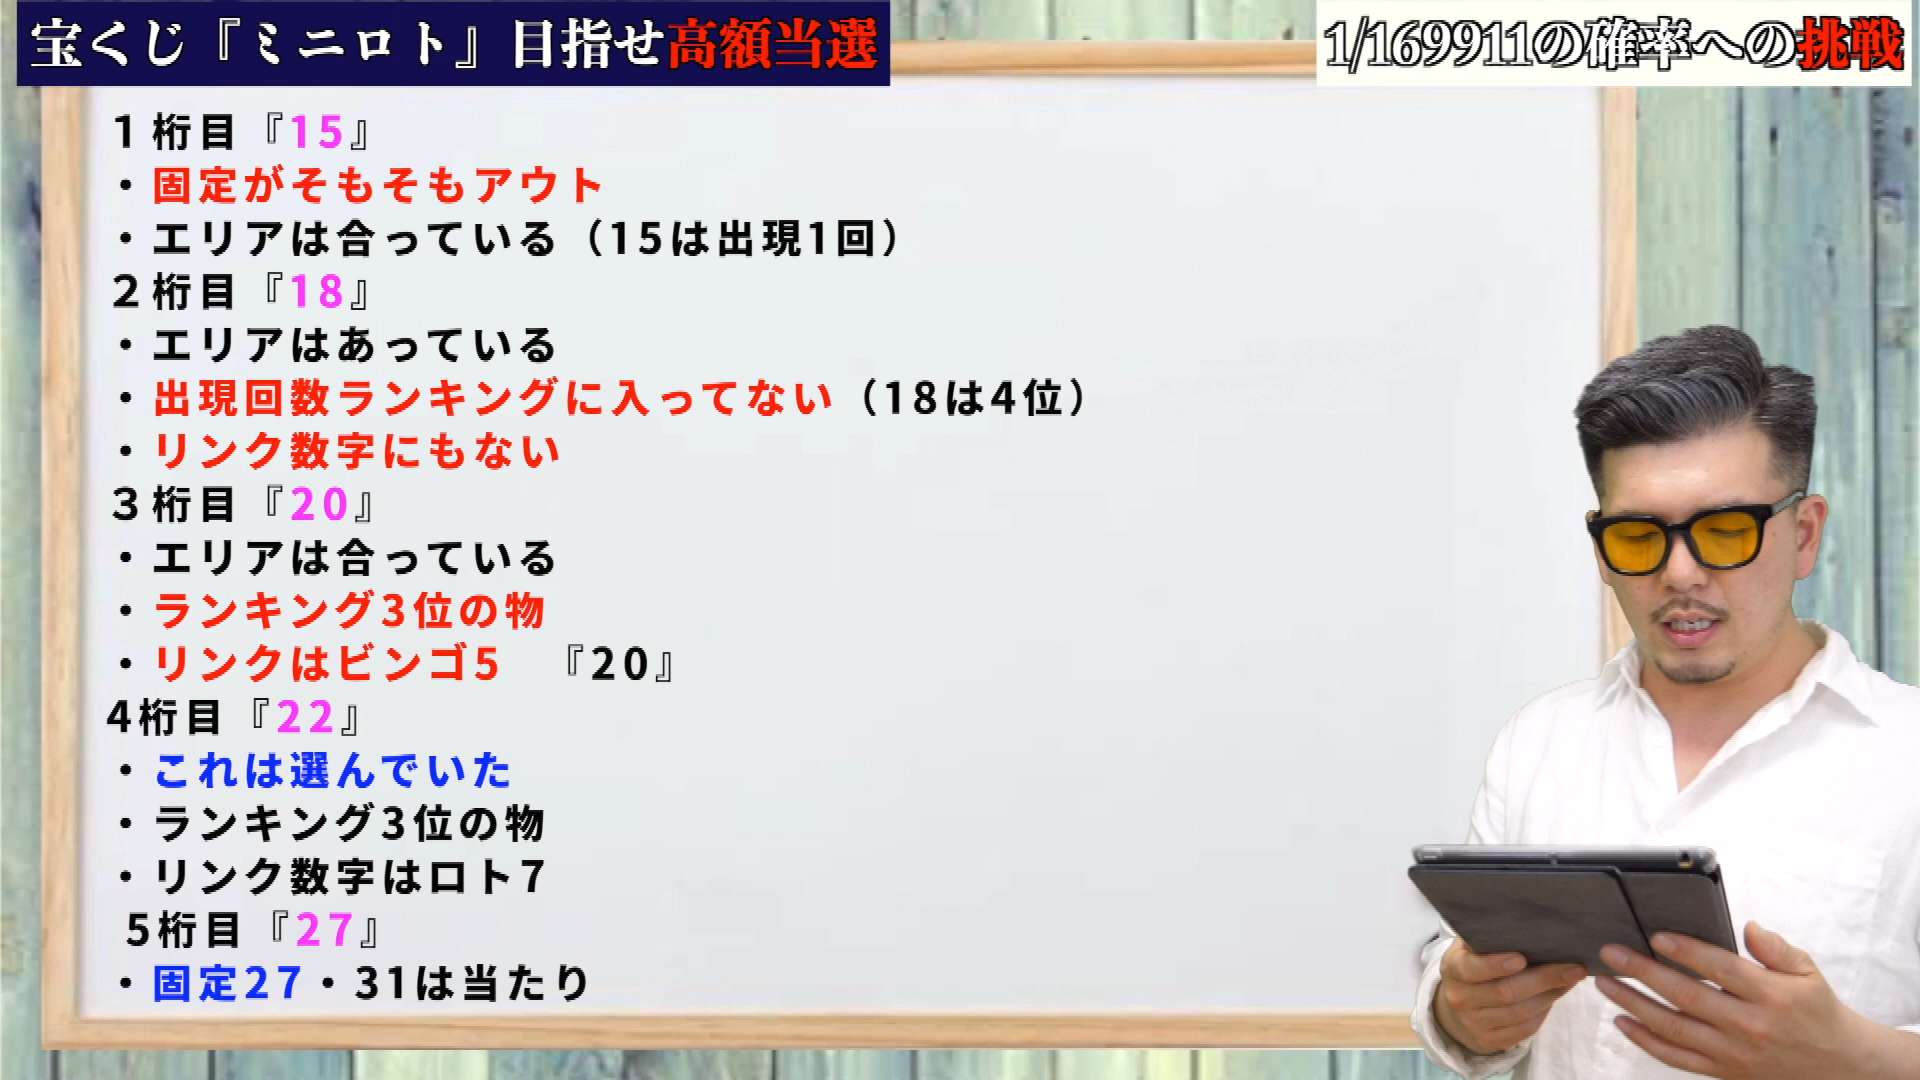 宝くじ『ミニロト』目指せ高額当選
1/169911の確率への挑戦
１桁目『15』
・固定がそもそもアウト
・エリアは合っている（15は出現1回）
２桁目『18』
・エリアはあっている
・出現回数ランキングに入ってない（18は4位）
・リンク数字にもない
３桁目『20』
・エリアは合っている
・ランキング3位の物
・リンクはビンゴ5　『20』
4桁目『22』
・これは選んでいた
・ランキング3位の物
・リンク数字はロト7
5桁目『27』
・固定27・31は当たり